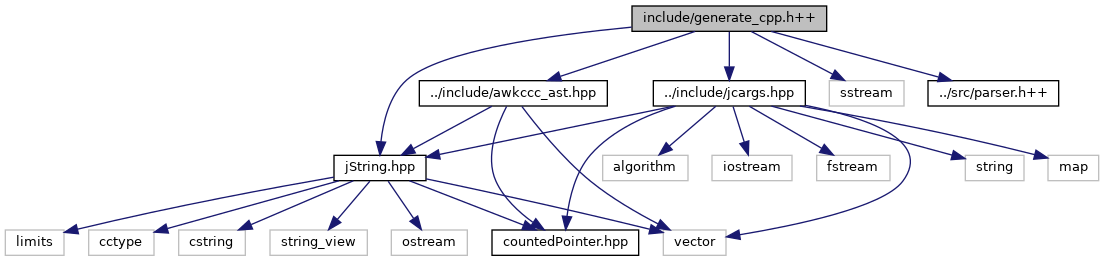 include/generate_cpp.h++
../include/awkccc_ast.hpp
../include/jcargs.hpp
sstream
../src/parser.h++
jString.hpp
algorithm
iostream
fstream
string
map
limits
cctype
cstring
string_view
ostream
countedPointer.hpp
vector